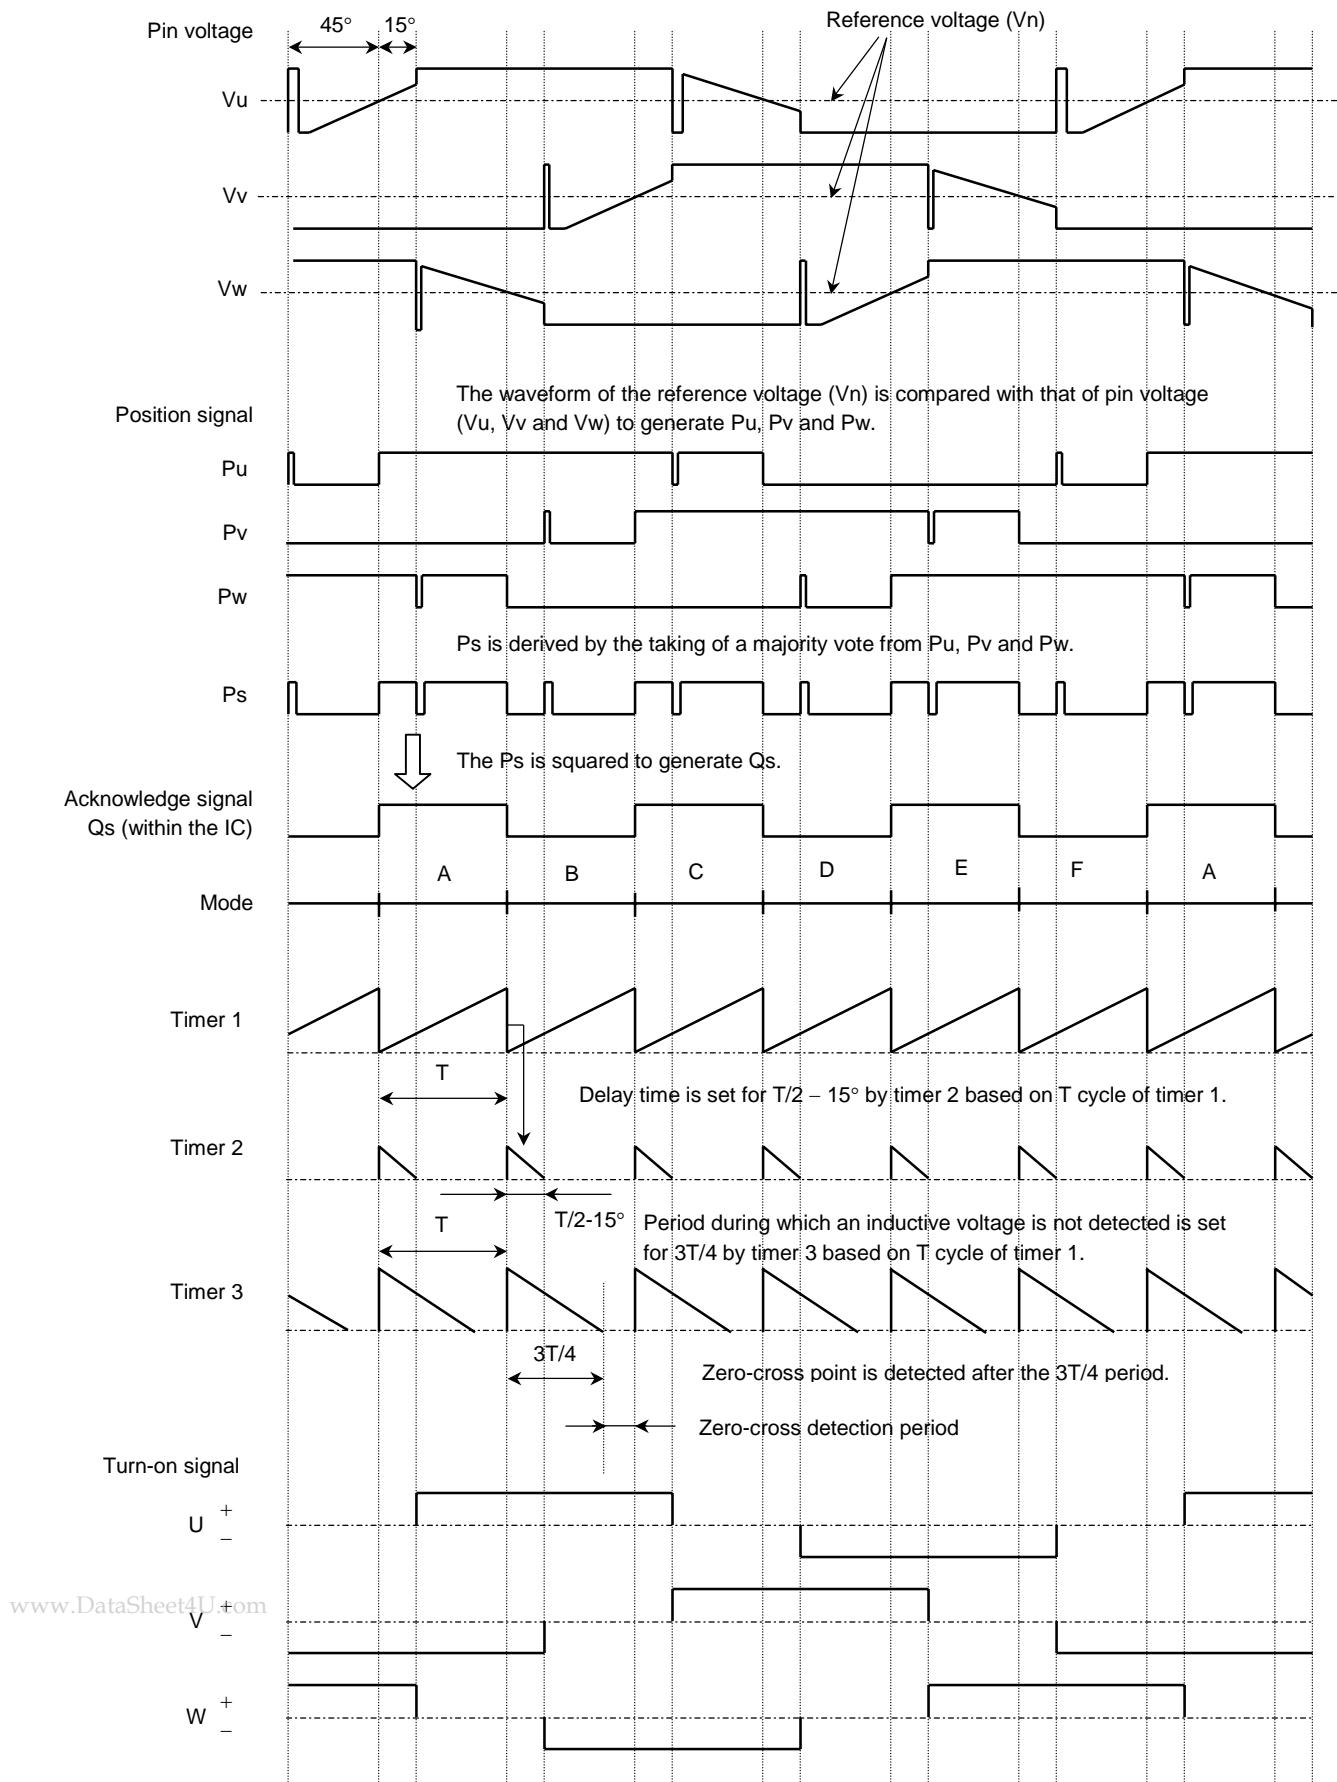 Pin voltage
45°
15°
Reference voltage (Vn)
Vu
Vv
Vw
The waveform of the reference voltage (Vn) is compared with that of pin voltage
(Vu, Vv and Vw) to generate Pu, Pv and Pw.
Position signal
Pu
Pv
Pw
Ps is derived by the taking of a majority vote from Pu, Pv and Pw.
Ps
The Ps is squared to generate Qs.
Acknowledge signal
Qs (within the IC)
A B C D E F A
Mode
Timer 1
T
Delay time is set for T/2 − 15° by timer 2 based on T cycle of timer 1.
Timer 2
T/2-15°
T
Period during which an inductive voltage is not detected is set
for 3T/4 by timer 3 based on T cycle of timer 1.
Timer 3
3T/4
Zero-cross point is detected after the 3T/4 period.
Zero-cross detection period
Turn-on signal
U + −
www.DataSheet4U.com
V + −
W + −